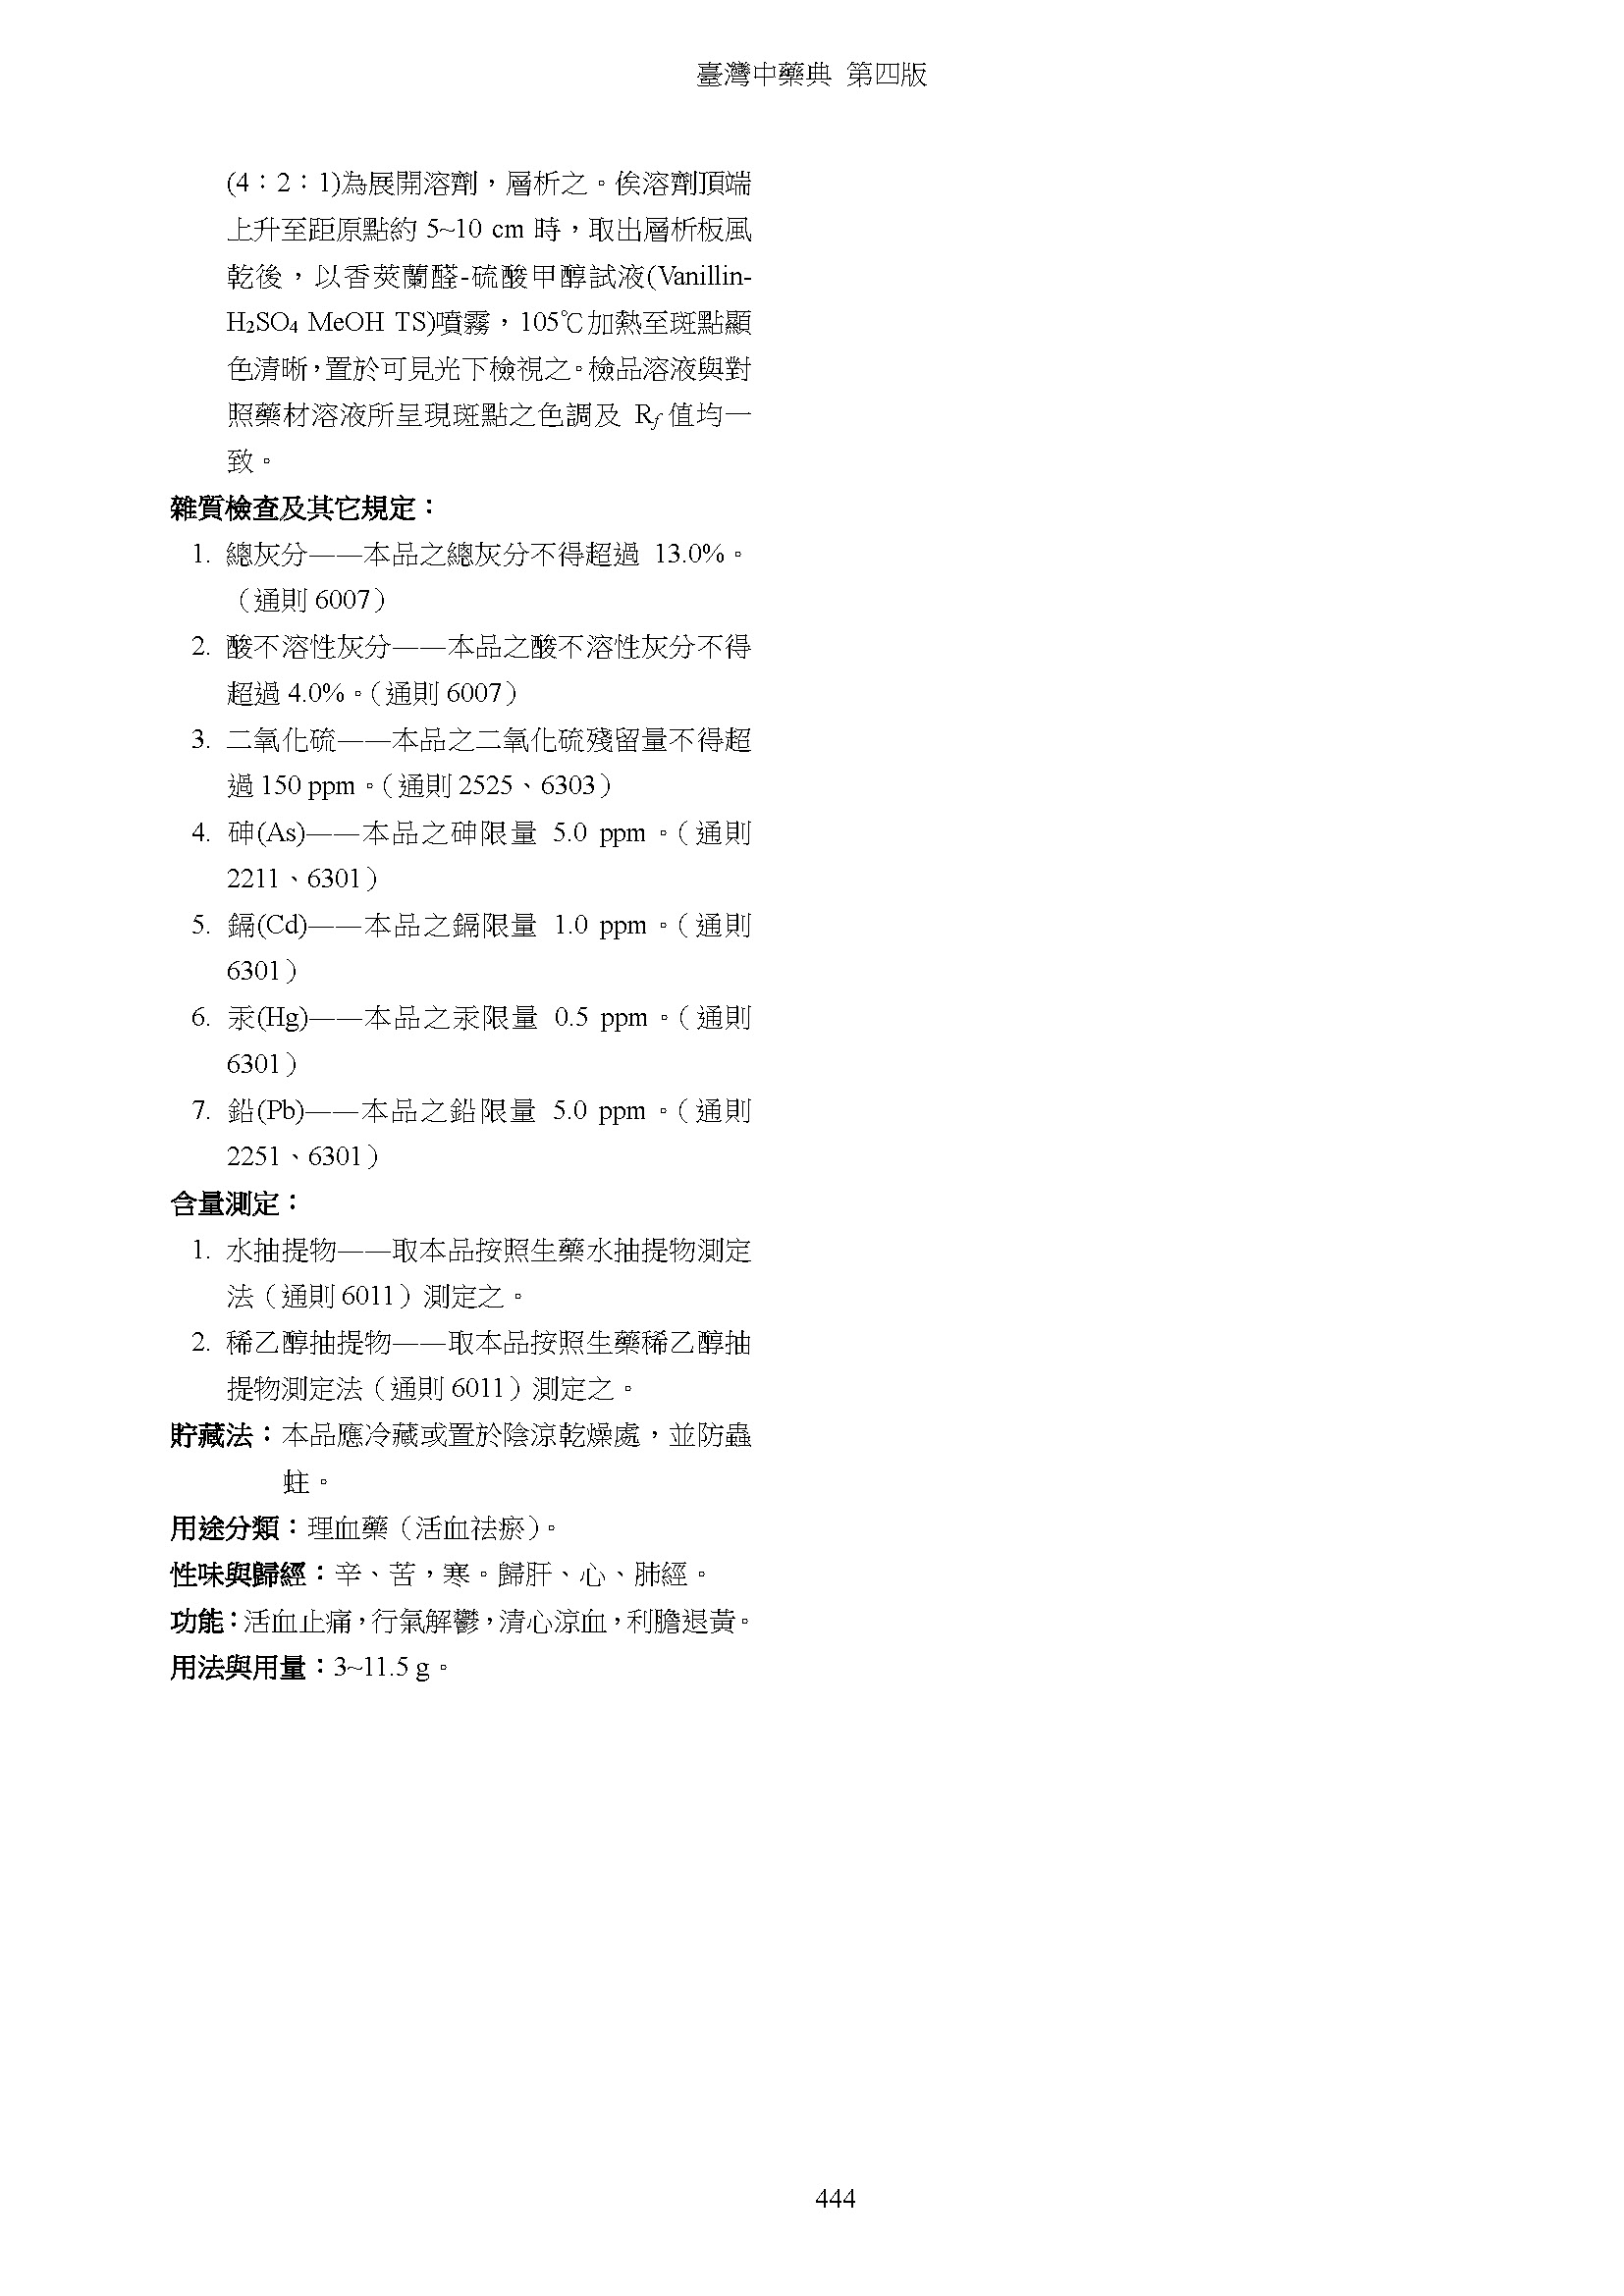 臺灣中藥典 第四版
(4：2：1)為展開溶劑，層析之。俟溶劑頂端
上升至距原點約 5~10 cm 時，取出層析板風
乾後，以香莢蘭醛-硫酸甲醇試液(Vanillin-
H₂SO₄ MeOH TS)噴霧，105℃加熱至斑點顯
色清晰，置於可見光下檢視之。檢品溶液與對
照藥材溶液所呈現斑點之色調及 Rf 值均一
致。
雜質檢查及其它規定：
1. 總灰分——本品之總灰分不得超過 13.0%。
（通則 6007）
2. 酸不溶性灰分——本品之酸不溶性灰分不得
超過 4.0%。（通則 6007）
3. 二氧化硫——本品之二氧化硫殘留量不得超
過 150 ppm。（通則 2525、6303）
4. 砷(As)——本品之砷限量 5.0 ppm。（通則
2211、6301）
5. 鎘(Cd)——本品之鎘限量 1.0 ppm。（通則
6301）
6. 汞(Hg)——本品之汞限量 0.5 ppm。（通則
6301）
7. 鉛(Pb)——本品之鉛限量 5.0 ppm。（通則
2251、6301）
含量測定：
1. 水抽提物——取本品按照生藥水抽提物測定
法（通則 6011）測定之。
2. 稀乙醇抽提物——取本品按照生藥稀乙醇抽
提物測定法（通則 6011）測定之。
貯藏法：本品應冷藏或置於陰涼乾燥處，並防蟲
蛀。
用途分類：理血藥（活血祛瘀）。
性味與歸經：辛、苦，寒。歸肝、心、肺經。
功能：活血止痛，行氣解鬱，清心涼血，利膽退黃。
用法與用量：3~11.5 g。
444